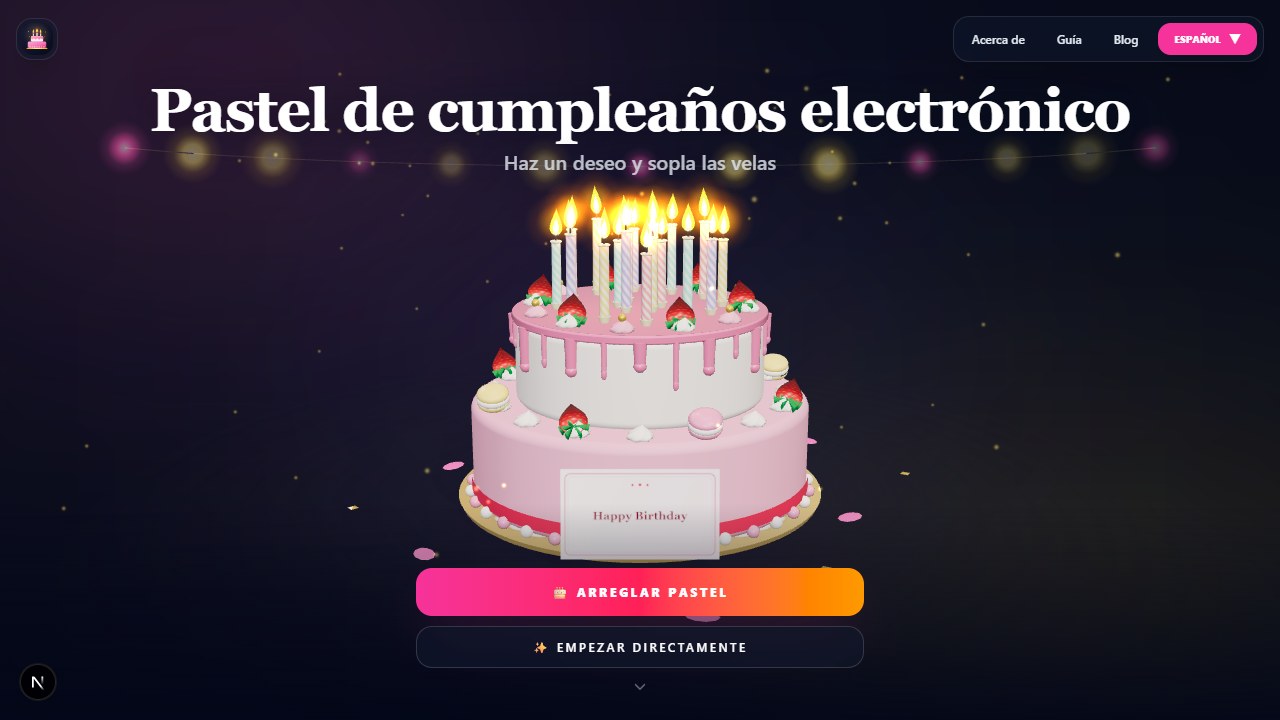 Acerca de
Guía
Blog
ESPAÑOL
Pastel de cumpleaños electrónico
Haz un deseo y sopla las velas
Happy Birthday
ARREGLAR PASTEL
EMPEZAR DIRECTAMENTE
N